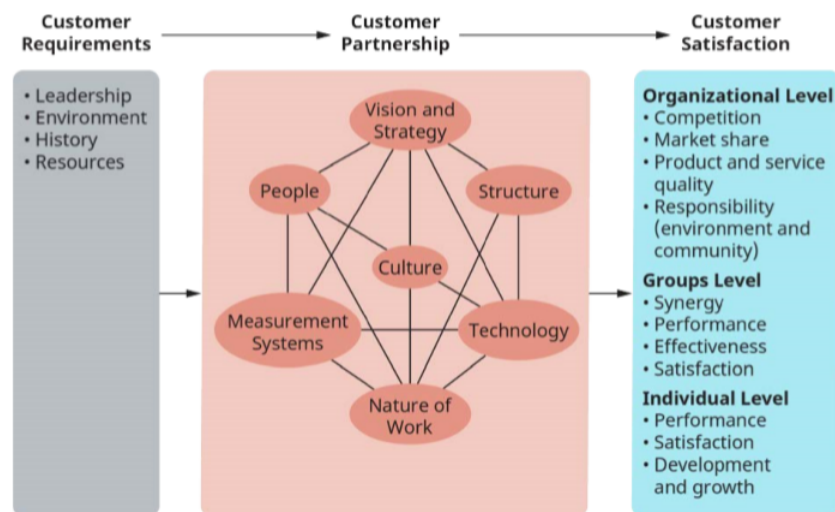 Customer
Requirements
Customer
Partnership
Customer
Satisfaction
• Leadership
• Environment
• History
• Resources
Vision and
Strategy
People
Structure
Culture
Measurement
Systems
Technology
Nature of
Work
Organizational Level
• Competition
• Market share
• Product and service
quality
• Responsibility
(environment and
community)
Groups Level
• Synergy
• Performance
• Effectiveness
• Satisfaction
Individual Level
• Performance
• Satisfaction
• Development
and growth